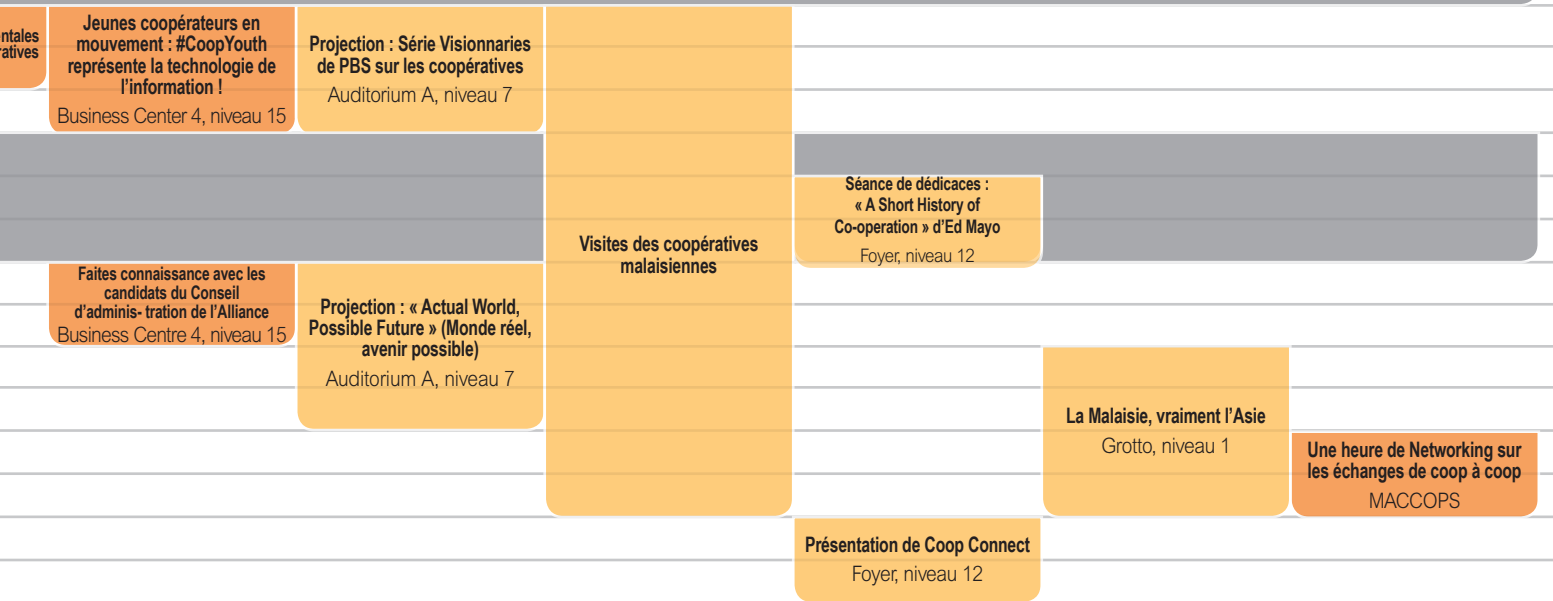 ntales
ratives
Jeunes coopérateurs en
mouvement : #CoopYouth
représente la technologie de
l'information !
Business Center 4, niveau 15
Projection : Série Visionnaries
de PBS sur les coopératives
Auditorium A, niveau 7
Visites des coopératives
malaisiennes
Séance de dédicaces :
« A Short History of
Co-operation » d'Ed Mayo
Foyer, niveau 12
Faites connaissance avec les
candidats du Conseil
d'adminis- tration de l'Alliance
Business Centre 4, niveau 15
Projection : « Actual World,
Possible Future » (Monde réel,
avenir possible)
Auditorium A, niveau 7
La Malaisie, vraiment l'Asie
Grotto, niveau 1
Une heure de Networking sur
les échanges de coop à coop
MACCOPS
Présentation de Coop Connect
Foyer, niveau 12